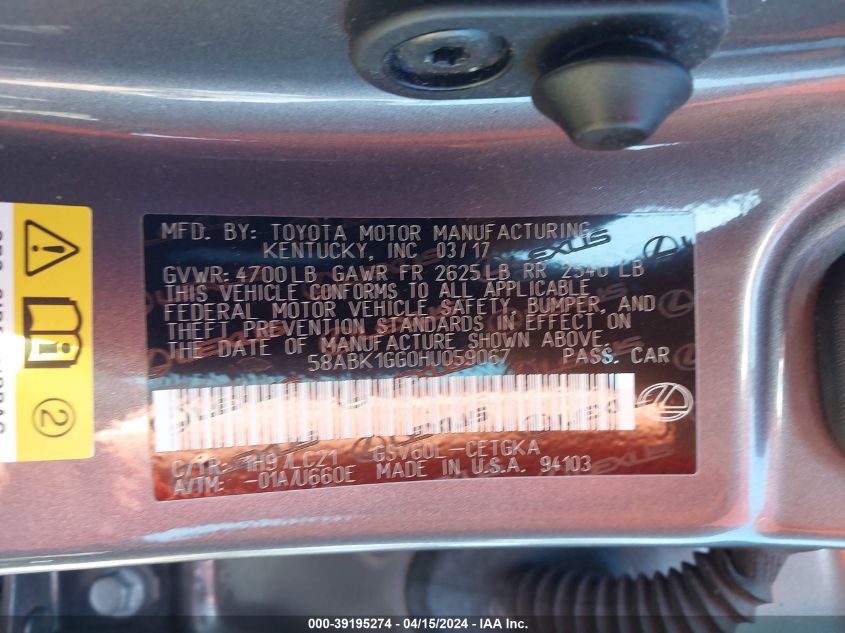 MFD. BY: TOYOTA MOTOR MANUFACTURING
KENTUCKY, INC 03/17
GVWR: 4700LB GAWR FR 2625LB RR 2546 LB
THIS VEHICLE CONFORMS TO ALL APPLICABLE
FEDERAL MOTOR VEHICLE SAFETY, BUMPER, AND
THEFT PREVENTION STANDARDS IN EFFECT ON
THE DATE OF MANUFACTURE SHOWN ABOVE.
58ABK1GG0HU059067 PASS. CAR
C/TR: 1H9/LC21 GSV60L-CETGKA
A/TM: -01A/U660E MADE IN U.S.A. 94103
LEXUS
2
000-39195274 - 04/15/2024 - IAA Inc.